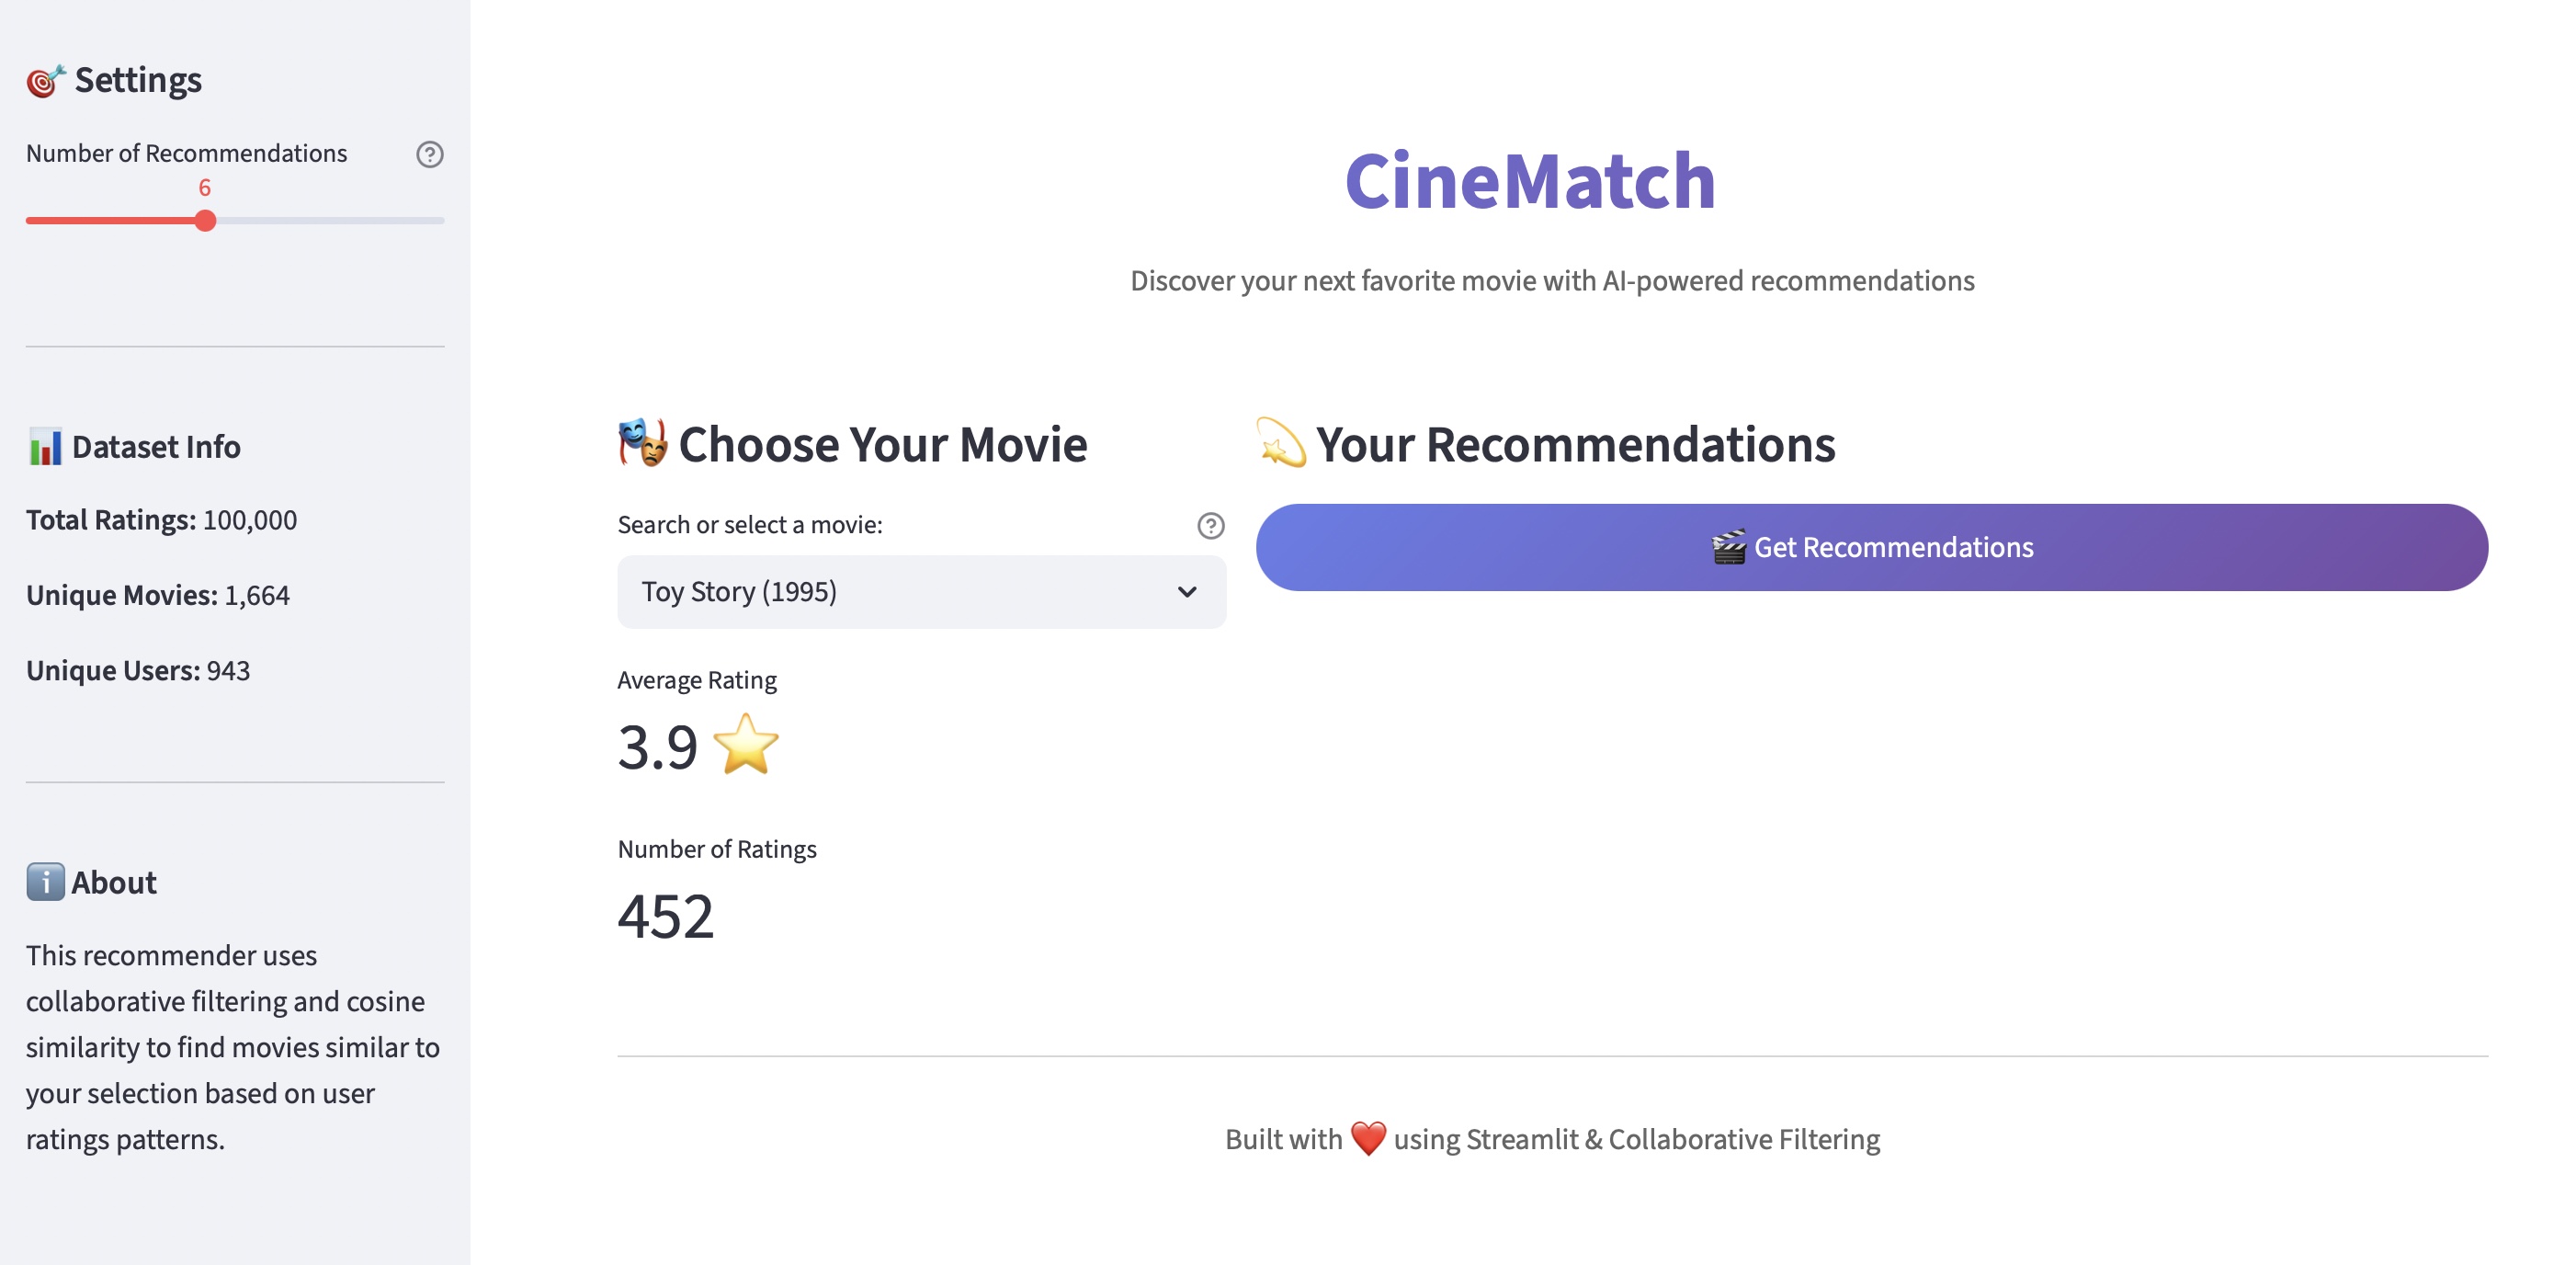 🎯 Settings
Number of Recommendations
6
📊 Dataset Info
Total Ratings: 100,000
Unique Movies: 1,664
Unique Users: 943
ℹ️ About
This recommender uses
collaborative filtering and cosine
similarity to find movies similar to
your selection based on user
ratings patterns.
CineMatch
Discover your next favorite movie with AI-powered recommendations
🎭 Choose Your Movie
Search or select a movie:
Toy Story (1995)
Average Rating
3.9 ⭐
Number of Ratings
452
💫 Your Recommendations
🎬 Get Recommendations
Built with ❤️ using Streamlit & Collaborative Filtering